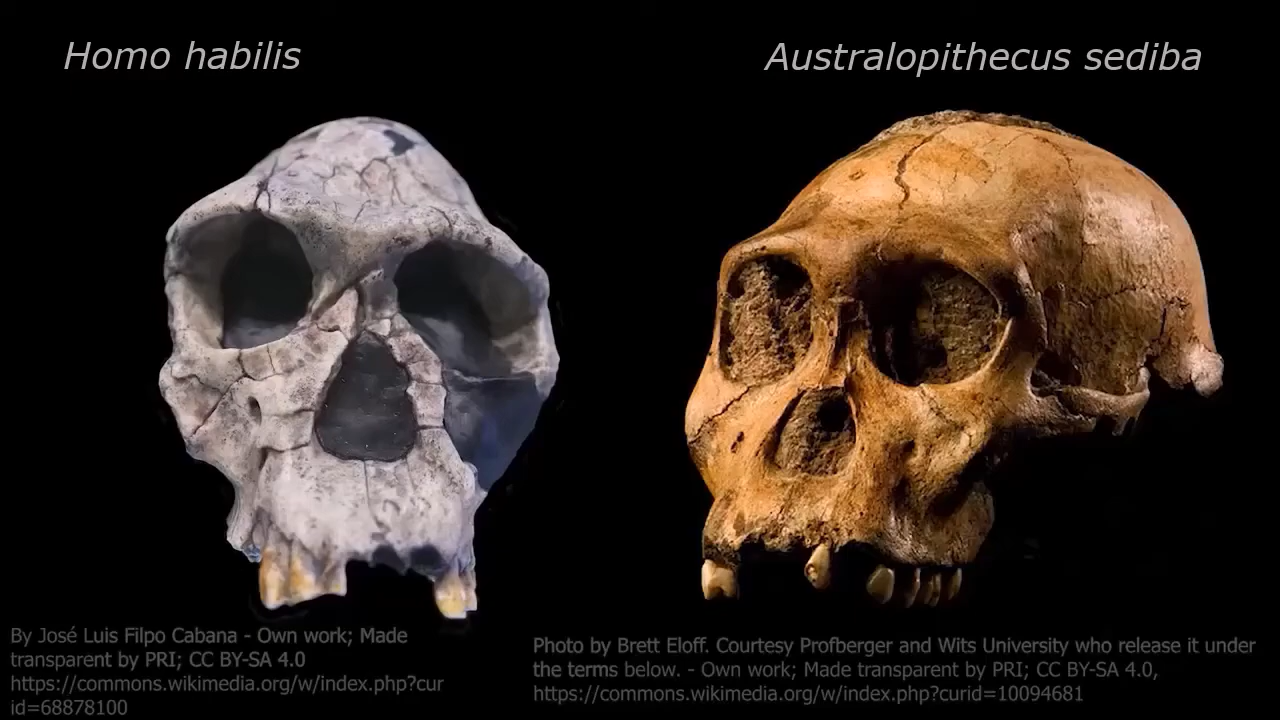 Homo habilis
Australopithecus sediba
By José Luis Filpo Cabana - Own work; Made
transparent by PRI; CC BY-SA 4.0
https://commons.wikimedia.org/w/index.php?cur
id=68878100
Photo by Brett Eloff. Courtesy Profberger and Wits University who release it under
the terms below. - Own work; Made transparent by PRI; CC BY-SA 4.0,
https://commons.wikimedia.org/w/index.php?curid=10094681